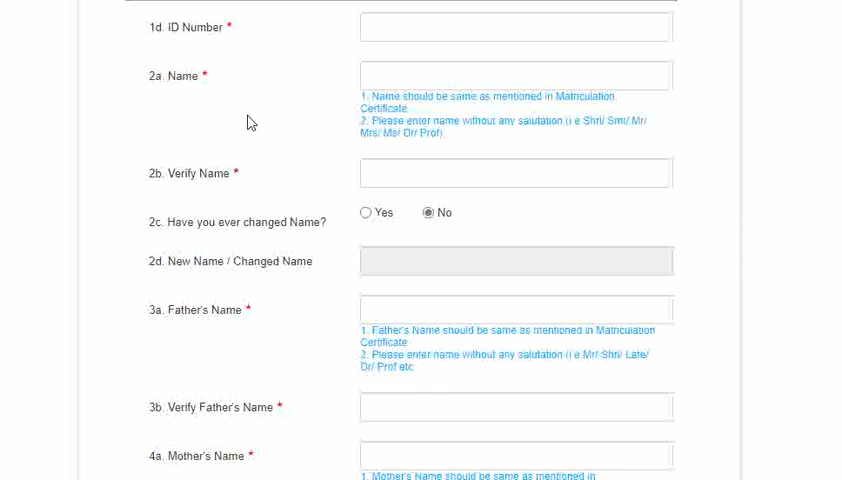 1d. ID Number *
2a. Name *
1. Name should be same as mentioned in Matriculation
Certificate
2. Please enter name without any salutation (i e Shri/ Smt/ Mr/
Mrs/ Ms/ Dr/ Prof)
2b. Verify Name *
2c. Have you ever changed Name?
Yes No
2d. New Name / Changed Name
3a. Father's Name *
1. Father's Name should be same as mentioned in Matriculation
Certificate
2. Please enter name without any salutation (i e Mr/ Shri/ Late/
Dr/ Prof etc
3b. Verify Father's Name *
4a. Mother's Name *
1. Mother's Name should be same as mentioned in